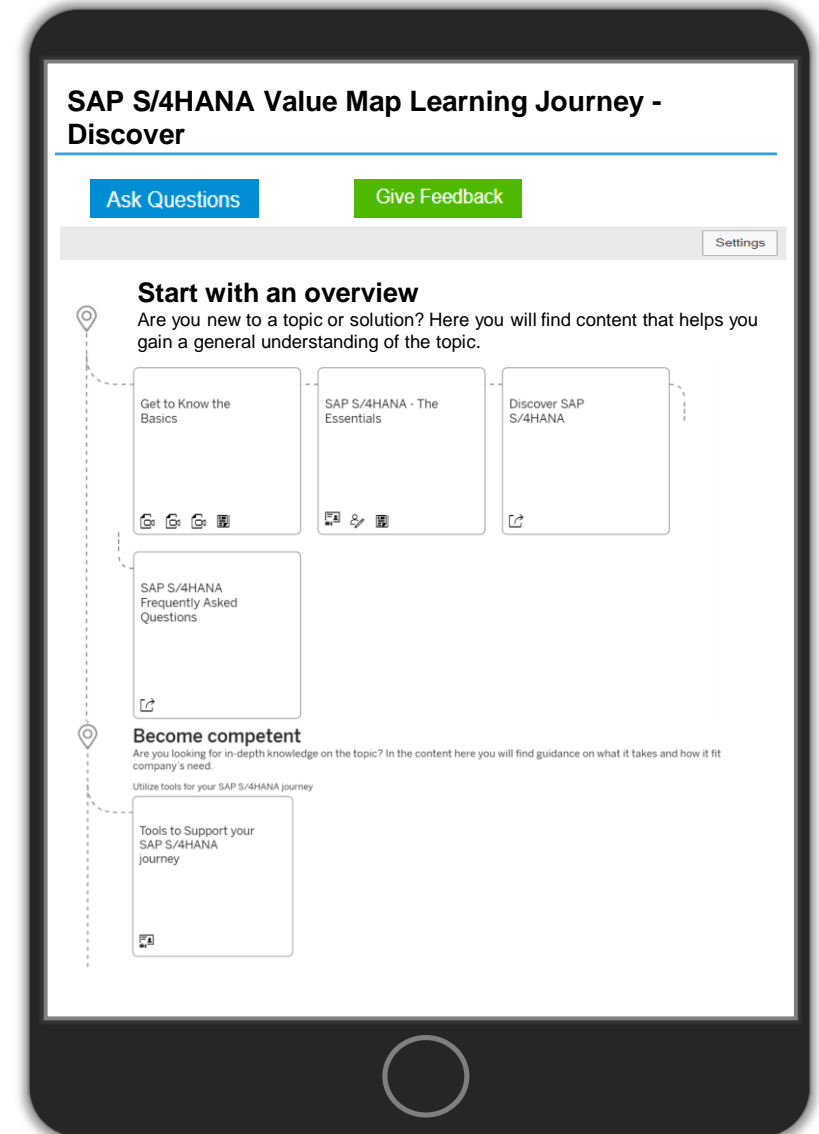 SAP S/4HANA Value Map Learning Journey -
Discover
Ask Questions
Give Feedback
Settings
Start with an overview
Are you new to a topic or solution? Here you will find content that helps you
gain a general understanding of the topic.
Get to Know the
Basics
SAP S/4HANA - The
Essentials
Discover SAP
S/4HANA
SAP S/4HANA
Frequently Asked
Questions
Become competent
Are you looking for in-depth knowledge on the topic? In the content here you will find guidance on what it takes and how it fit
company's need.
Utilize tools for your SAP S/4HANA journey
Tools to Support your
SAP S/4HANA
journey